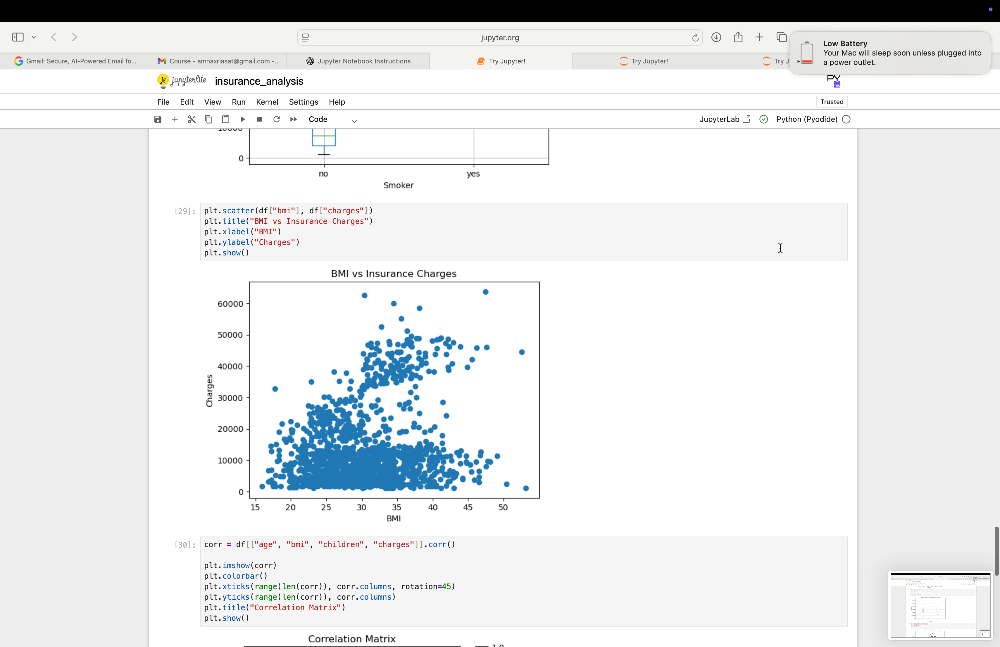 jupyter.org
Low Battery
Your Mac will sleep soon unless plugged into
a power outlet.
Gmail: Secure, AI-Powered Email fo...
Course - amnaxriasat@gmail.com -...
Jupyter Notebook Instructions
Try Jupyter!
Try Jupyter!
Try J
jupyterlite
insurance_analysis
PY
WA
File Edit View Run Kernel Settings Help
Trusted
Code
JupyterLab
Python (Pyodide)
10000
0
no yes
Smoker
[29]:
plt.scatter(df["bmi"], df["charges"])
plt.title("BMI vs Insurance Charges")
plt.xlabel("BMI")
plt.ylabel("Charges")
plt.show()
BMI vs Insurance Charges
60000
50000
40000
30000
20000
10000
0
Charges
15 20 25 30 35 40 45 50
BMI
[30]:
corr = df[["age", "bmi", "children", "charges"]].corr()
plt.imshow(corr)
plt.colorbar()
plt.xticks(range(len(corr)), corr.columns, rotation=45)
plt.yticks(range(len(corr)), corr.columns)
plt.title("Correlation Matrix")
plt.show()
Correlation Matrix
1.0